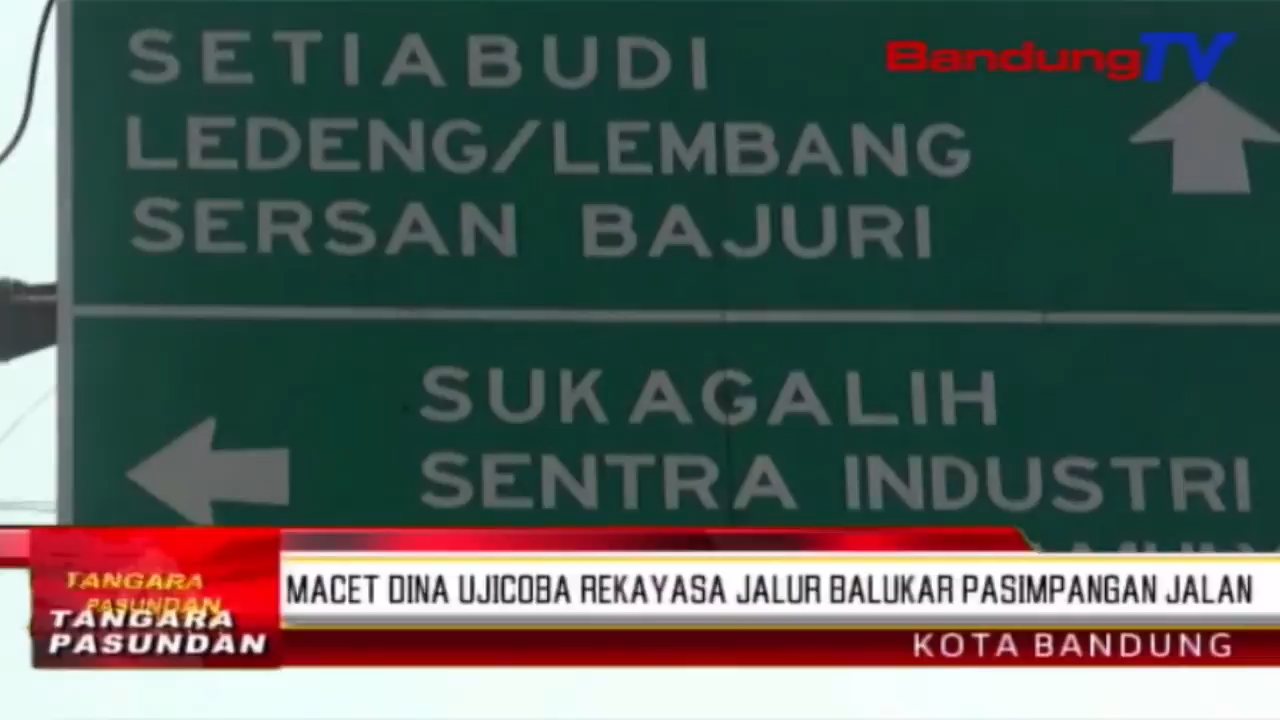 SETIABUDI
LEDENG/LEMBANG
SERSAN BAJURI
BandungTV
SUKAGALIH
SENTRA INDUSTRI
TANGARA
PASUNDAN
TANGARA
PASUNDAN
MACET DINA UJICOBA REKAYASA JALUR BALUKAR PASIMPANGAN JALAN
KOTA BANDUNG